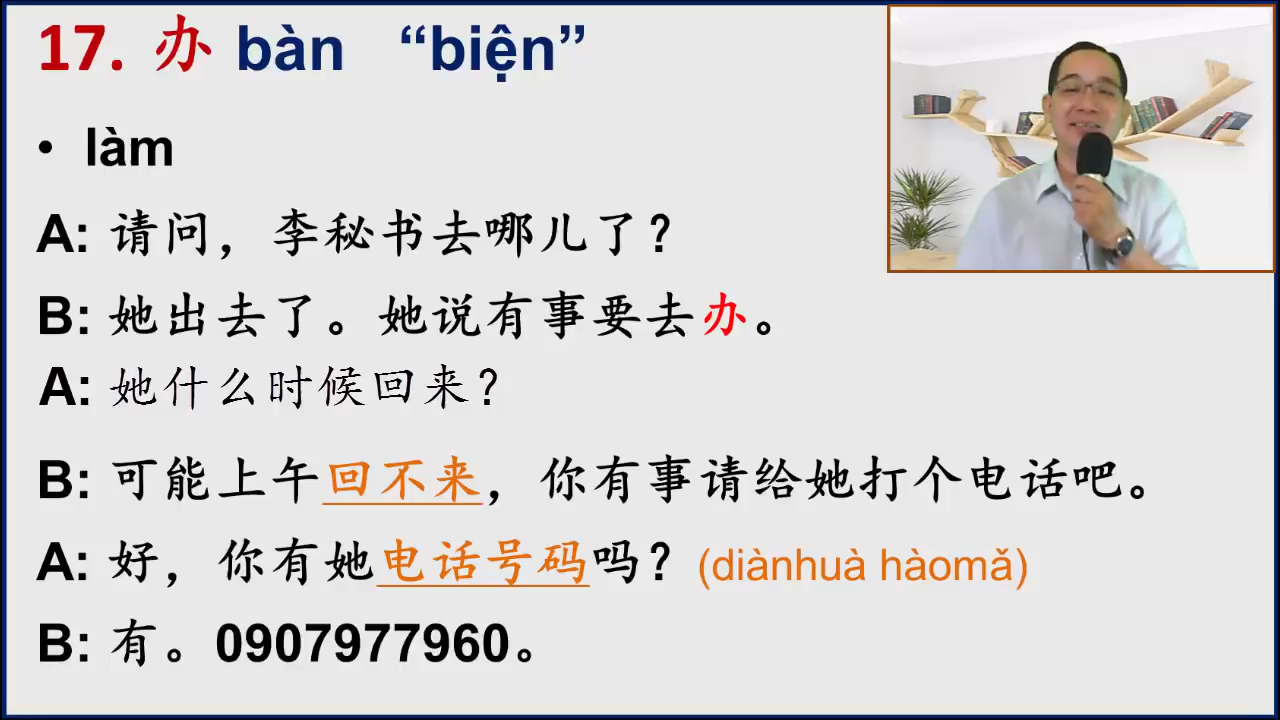 17. 办 bàn “biện”
• làm
A: 请问，李秘书去哪儿了？
B: 她出去了。她说有事要去办。
A: 她什么时候回来？
B: 可能上午回不来，你有事请给她打个电话吧。
A: 好，你有她电话号码吗？(diànhuà hàomǎ)
B: 有。0907977960。